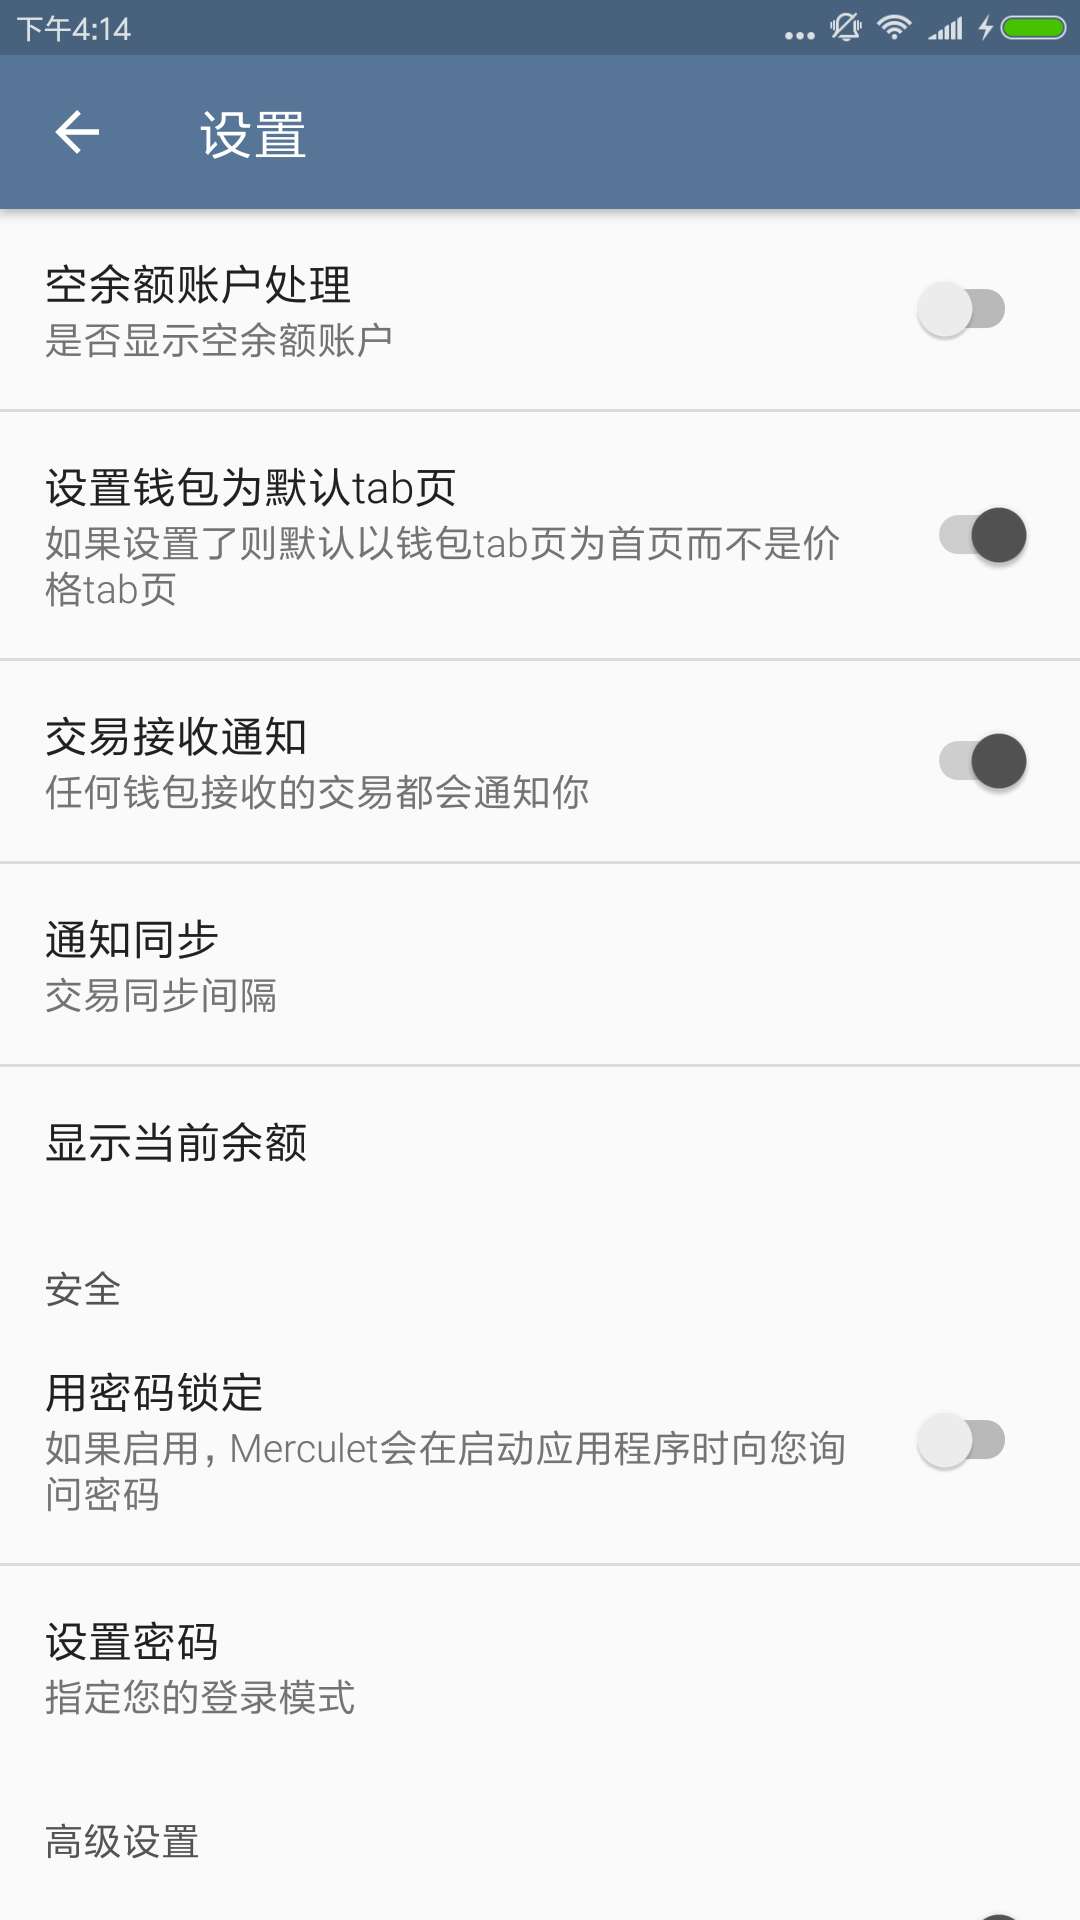 下午4:14
设置
空余额账户处理
是否显示空余额账户
设置钱包为默认tab页
如果设置了则默认以钱包tab页为首页而不是价
格tab页
交易接收通知
任何钱包接收的交易都会通知你
通知同步
交易同步间隔
显示当前余额
安全
用密码锁定
如果启用，Merculet会在启动应用程序时向您询
问密码
设置密码
指定您的登录模式
高级设置